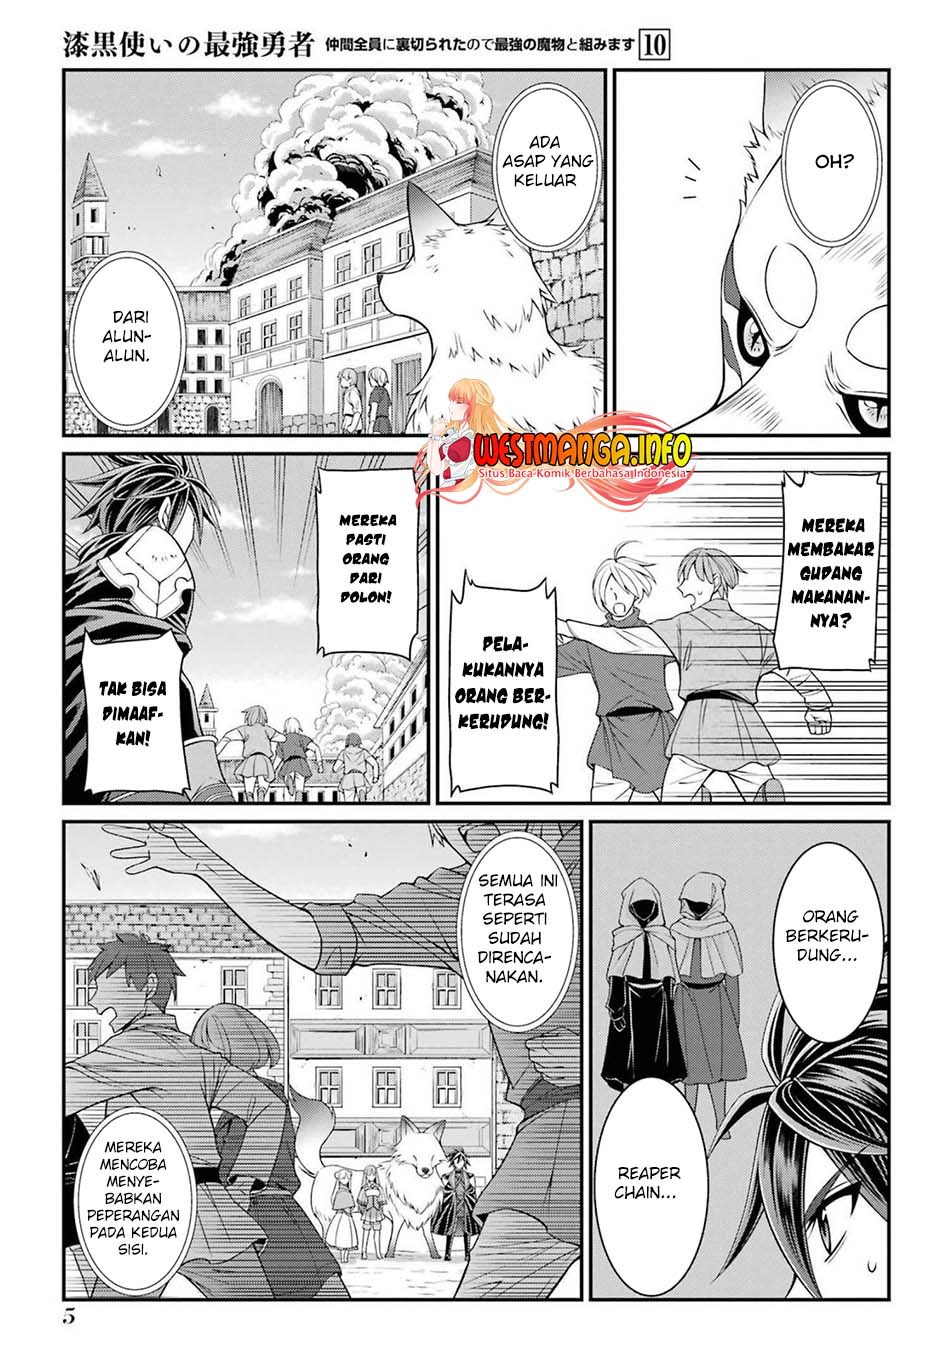 漆黒使いの最強勇者 仲間全員に裏切られたので最強の魔物と組みます 10
OH?
ADA
ASAP YANG
KELUAR
DARI
ALUN-
ALUN.
WESTMANGA.INFO
Situs Baca Komik Berbahasa Indonesia
MEREKA
MEMBAKAR
GUDANG
MAKANAN-
NYA?
PELA-
KUKANNYA
ORANG BER-
KERUDUNG!
MEREKA
PASTI
ORANG
DARI
DOLON!
TAK BISA
DIMAAF-
KAN!
ORANG
BERKERU-
DUNG...
REAPER
CHAIN...
SEMUA INI
TERASA
SEPERTI
SUDAH
DIRENCA-
NAKAN.
MEREKA
MENCOBA
MENYE-
BABKAN
PEPERANGAN
PADA KEDUA
SISI.
5